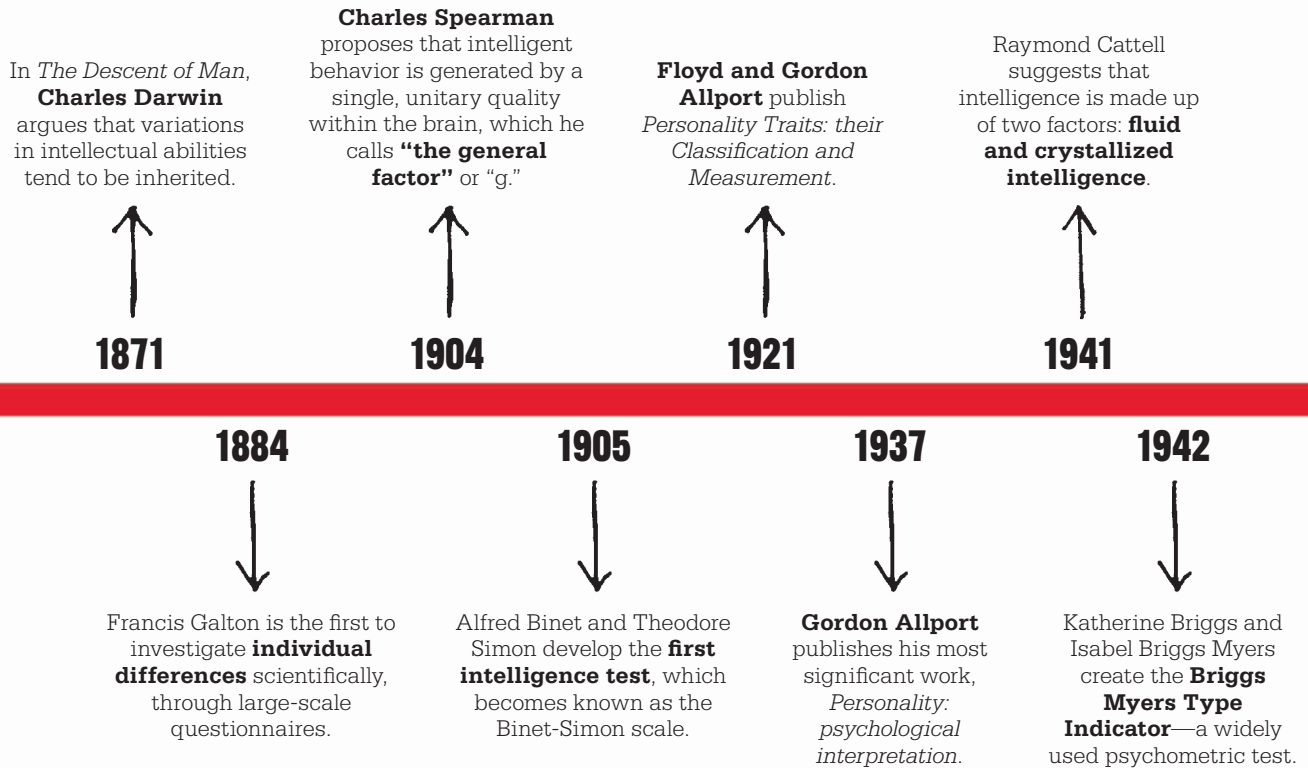 In The Descent of Man,
Charles Darwin
argues that variations
in intellectual abilities
tend to be inherited.
1871
Charles Spearman
proposes that intelligent
behavior is generated by a
single, unitary quality
within the brain, which he
calls “the general
factor” or “g.”
1904
Floyd and Gordon
Allport publish
Personality Traits: their
Classification and
Measurement.
1921
Raymond Cattell
suggests that
intelligence is made up
of two factors: fluid
and crystallized
intelligence.
1941
1884
Francis Galton is the first to
investigate individual
differences scientifically,
through large-scale
questionnaires.
1905
Alfred Binet and Theodore
Simon develop the first
intelligence test, which
becomes known as the
Binet-Simon scale.
1937
Gordon Allport
publishes his most
significant work,
Personality:
psychological
interpretation.
1942
Katherine Briggs and
Isabel Briggs Myers
create the Briggs
Myers Type
Indicator—a widely
used psychometric test.